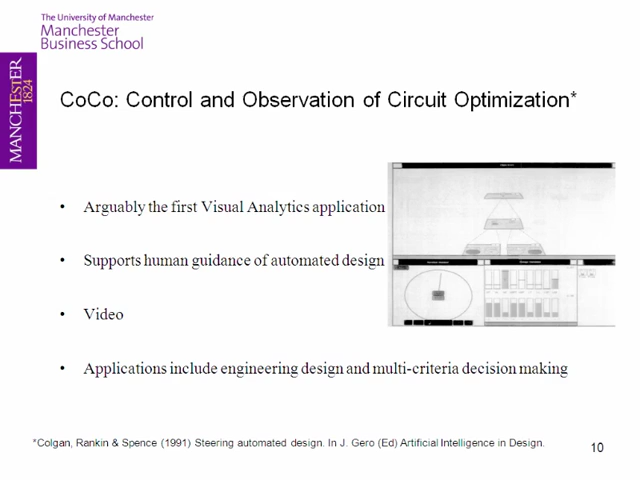 The University of Manchester
Manchester
Business School
MANCHESTER
1824
CoCo: Control and Observation of Circuit Optimization*
• Arguably the first Visual Analytics application
• Supports human guidance of automated design
• Video
• Applications include engineering design and multi-criteria decision making
*Colgan, Rankin & Spence (1991) Steering automated design. In J. Gero (Ed) Artificial Intelligence in Design.
10